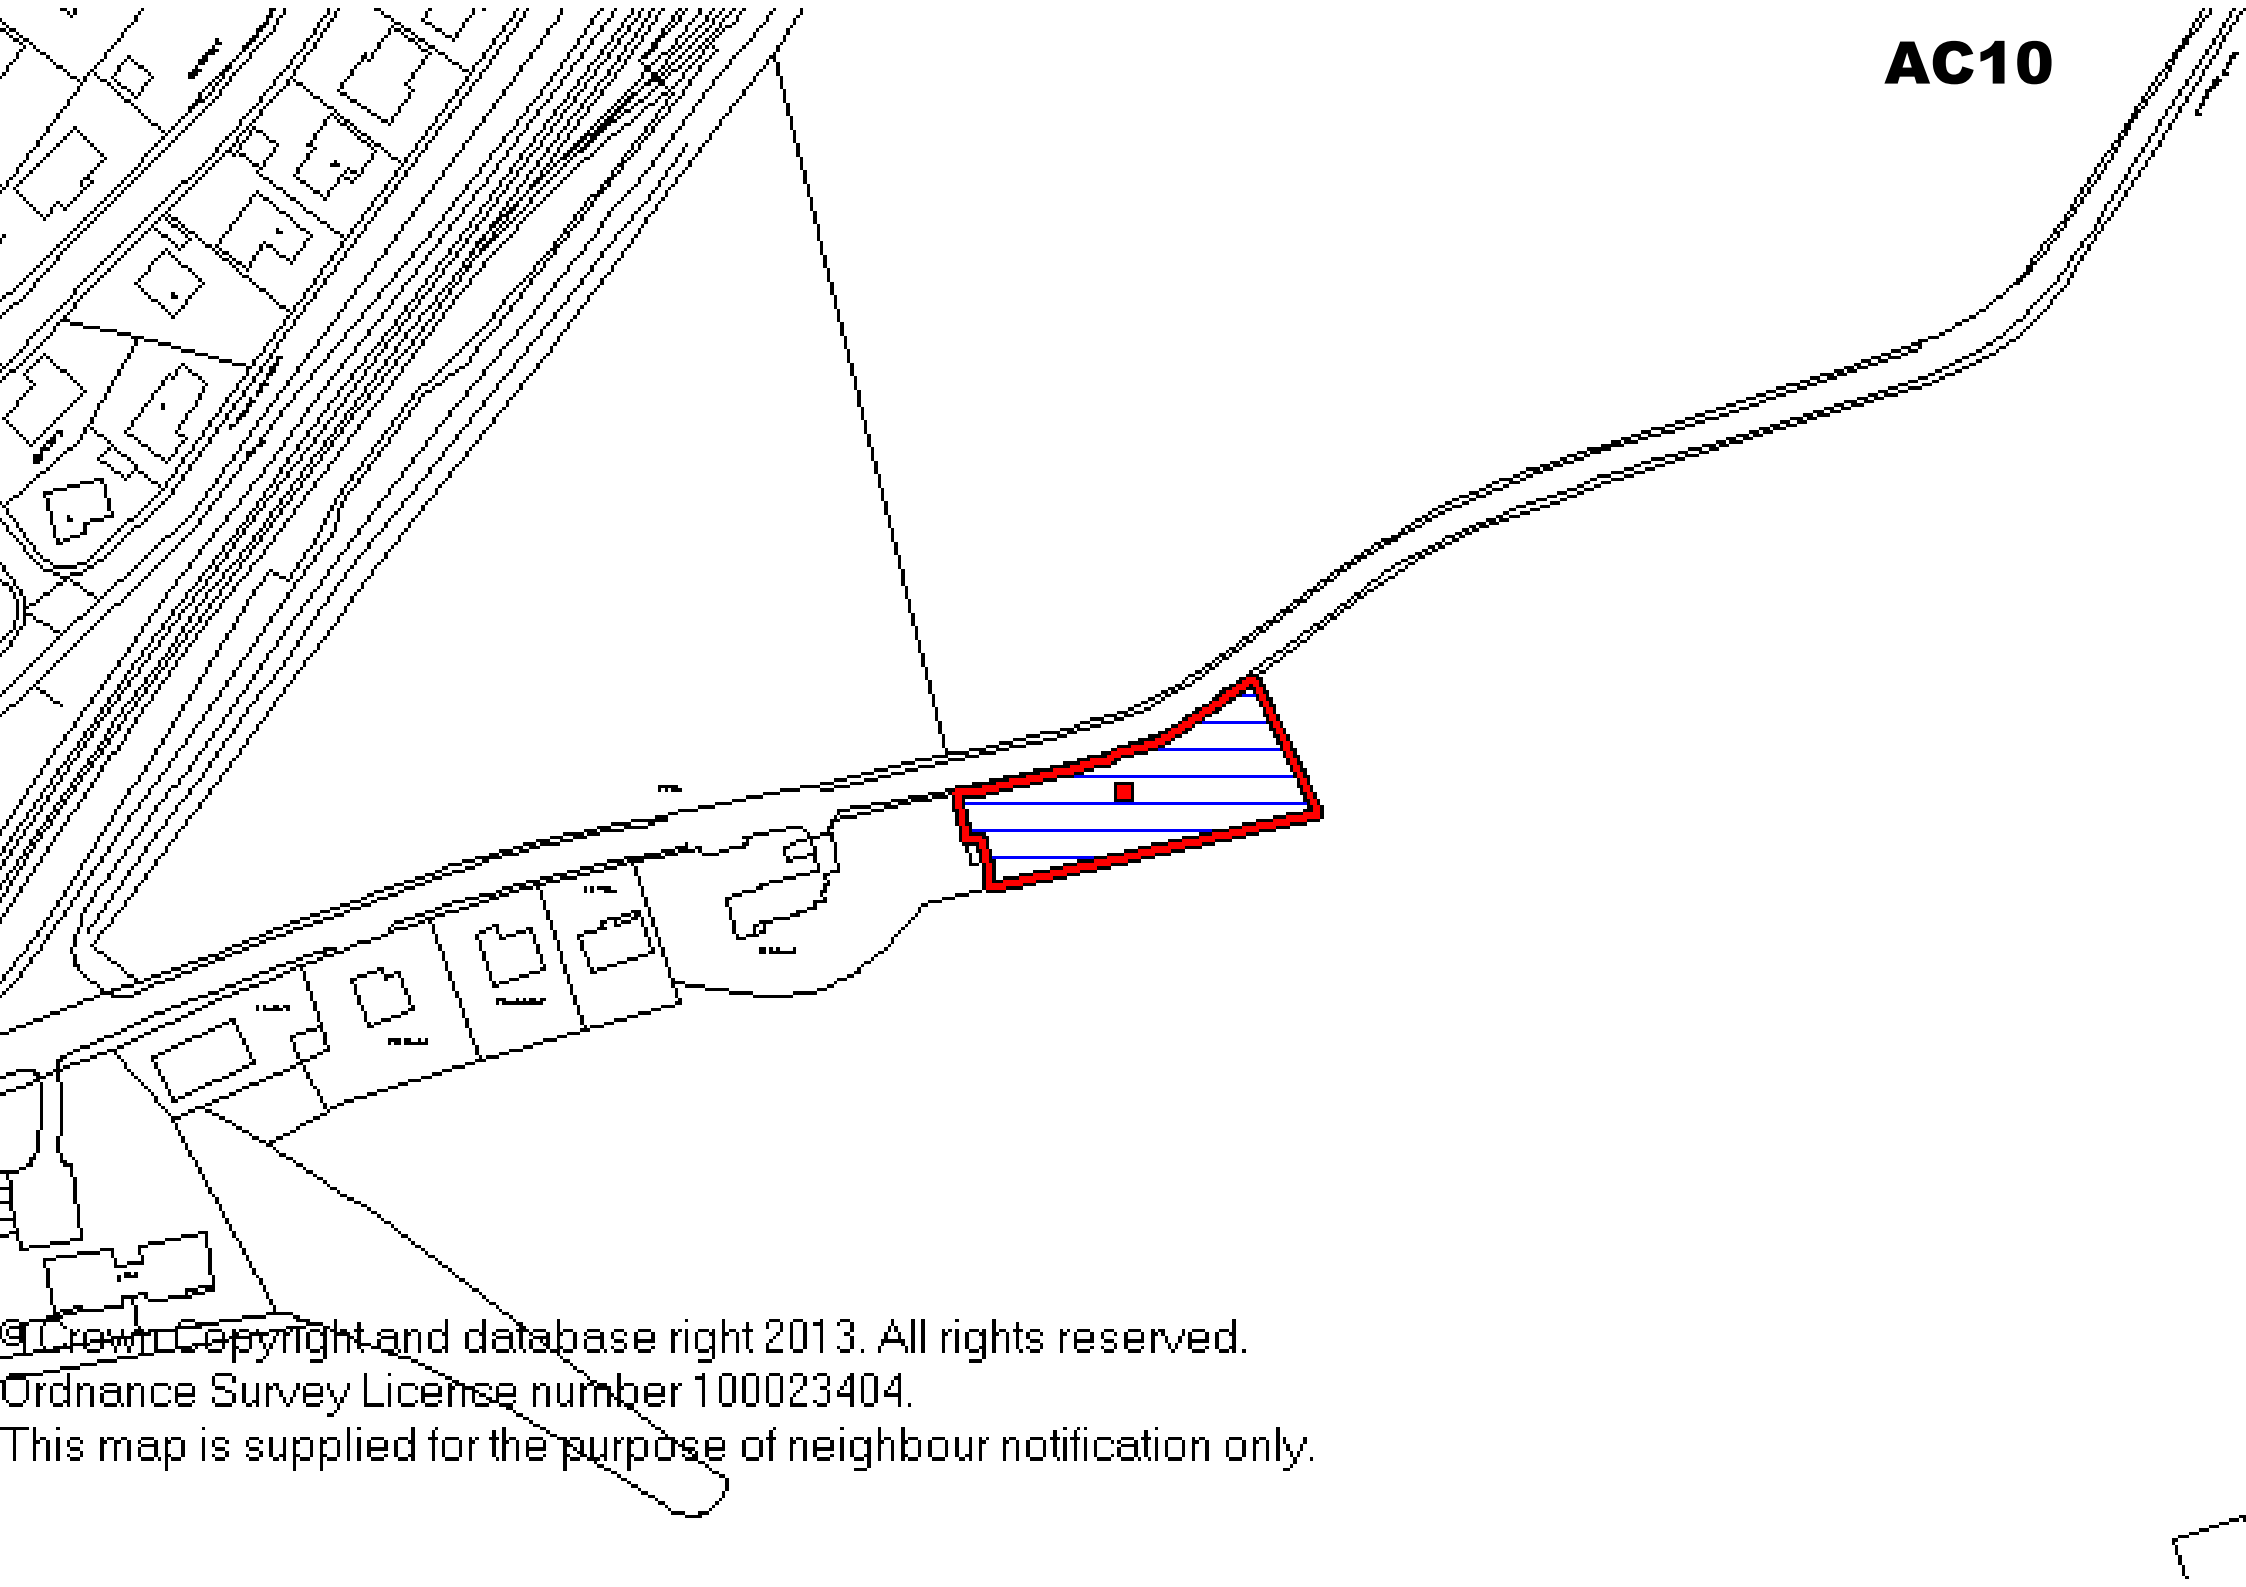 AC10
© Crown Copyright and database right 2013. All rights reserved.
Ordnance Survey License number 100023404.
This map is supplied for the purpose of neighbour notification only.